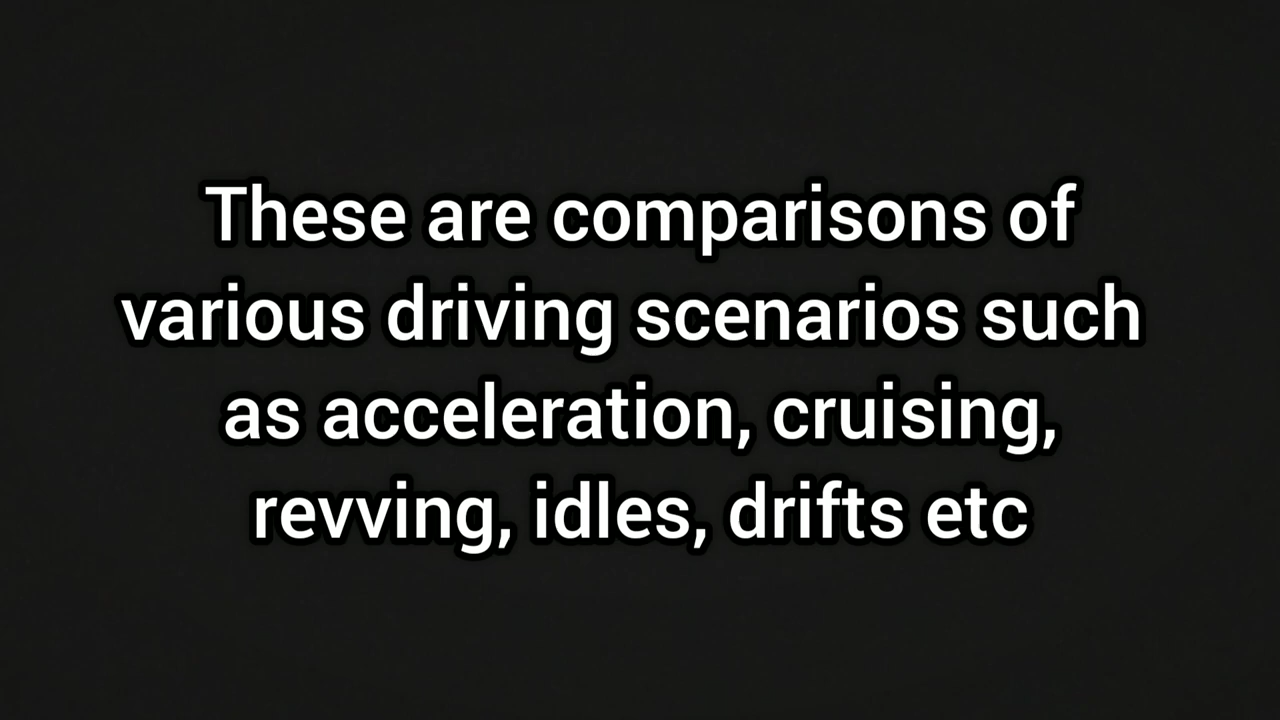 These are comparisons of
various driving scenarios such
as acceleration, cruising,
revving, idles, drifts etc